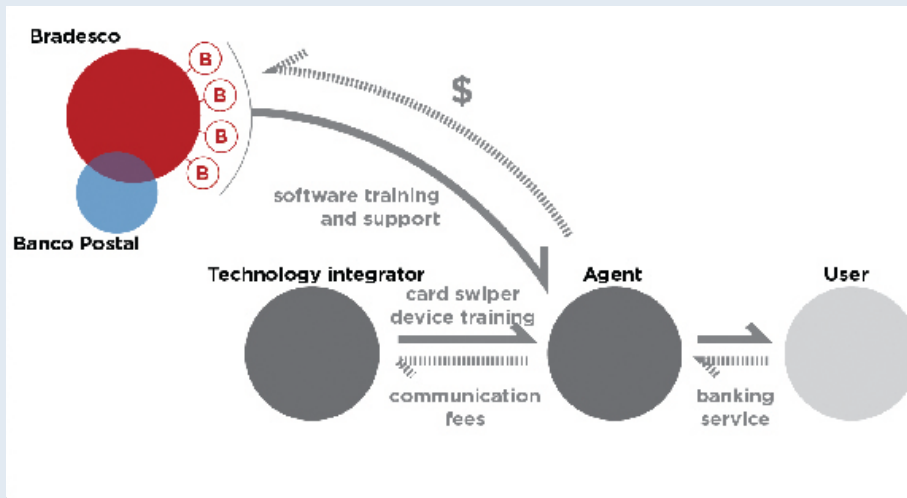 Bradesco
B
B
B
B
$
software training
and support
Banco Postal
Technology integrator
Agent
User
card swiper
device training
communication
fees
banking
service